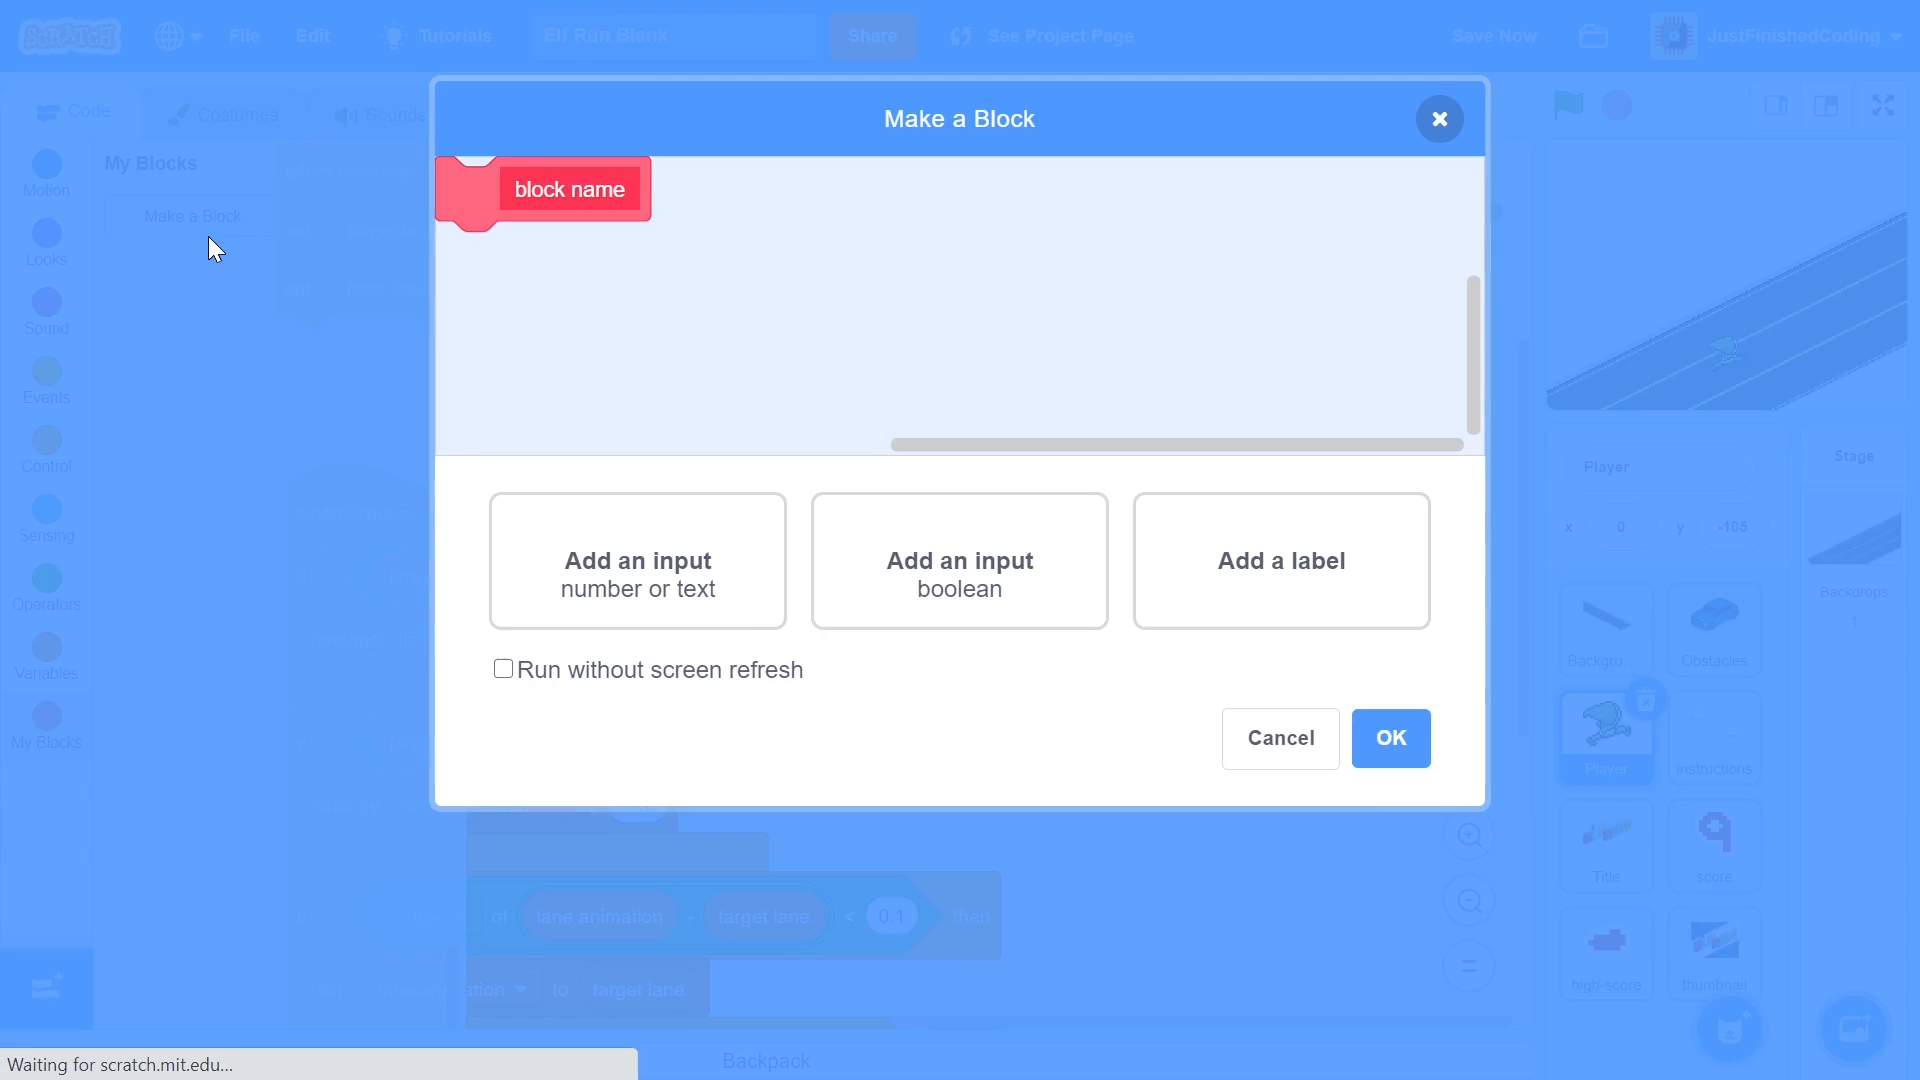 SCRATCH
File
Edit
Tutorials
Elf Run Blank
Share
See Project Page
Save Now
JustFinishedCoding
Code
Costumes
Sounds
Make a Block
block name
Add an input
number or text
Add an input
boolean
Add a label
Run without screen refresh
Cancel
OK
My Blocks
Make a Block
Motion
Looks
Sound
Events
Control
Sensing
Operators
Variables
My Blocks
of lane animation - target lane < 0.1 then
to target lane
Player
x 0 y -105
Stage
Backdrops
1
Backgro...
Obstacles
Player
Instructions
Title
score
high-score
thumbnail
Backpack
Waiting for scratch.mit.edu...